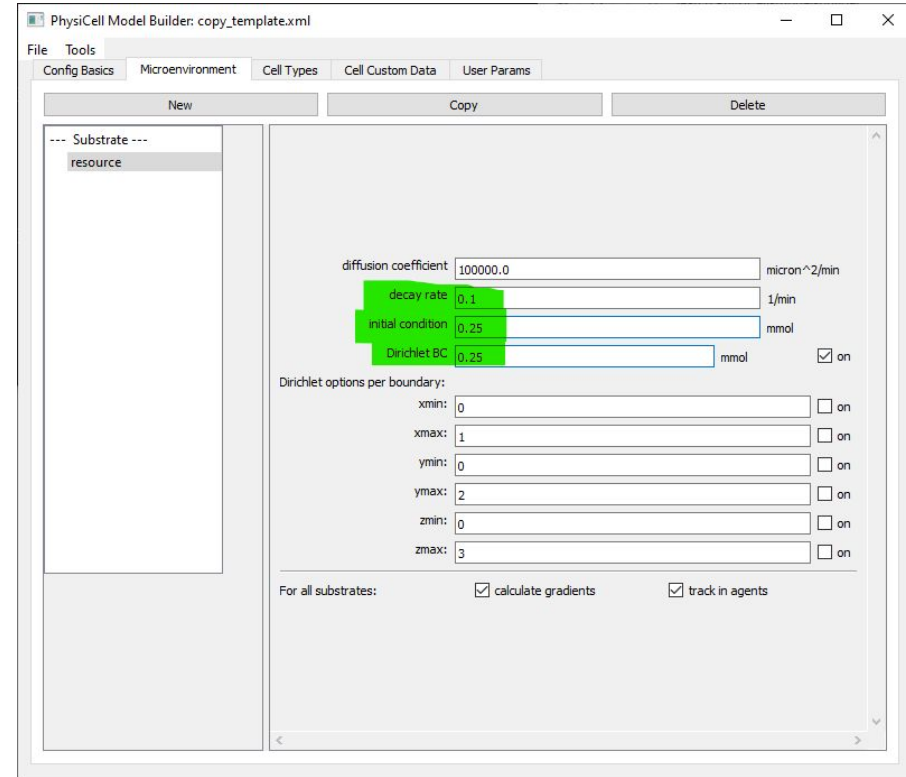 PhysiCell Model Builder: copy_template.xml
File Tools
Config Basics Microenvironment Cell Types Cell Custom Data User Params
New Copy Delete
--- Substrate ---
resource
diffusion coefficient 100000.0 micron^2/min
decay rate 0.1 1/min
initial condition 0.25 mmol
Dirichlet BC 0.25 mmol on
Dirichlet options per boundary:
xmin: 0 on
xmax: 1 on
ymin: 0 on
ymax: 2 on
zmin: 0 on
zmax: 3 on
For all substrates: calculate gradients track in agents